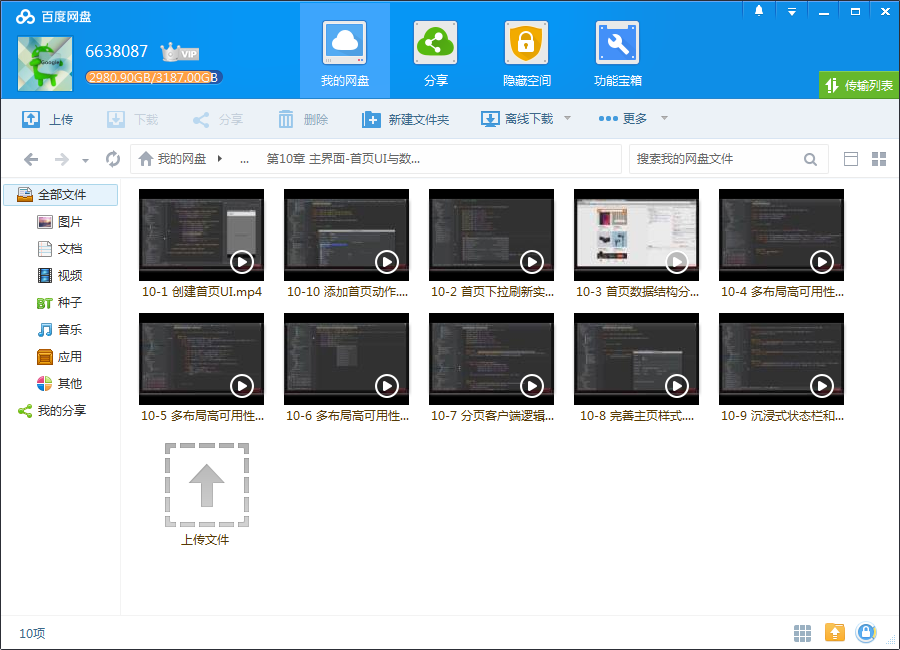 百度网盘
6638087
VIP
2980.90GB/3187.00GB
Google
我的网盘
分享
隐藏空间
功能宝箱
传输列表
上传
下载
分享
删除
新建文件夹
离线下载
更多
我的网盘
...
第10章 主界面-首页UI与数...
搜索我的网盘文件
全部文件
图片
文档
视频
BT 种子
音乐
应用
其他
我的分享
10-1 创建首页UI.mp4
10-10 添加首页动作....
10-2 首页下拉刷新实...
10-3 首页数据结构分...
10-4 多布局高可用性...
10-5 多布局高可用性...
10-6 多布局高可用性...
10-7 分页客户端逻辑...
10-8 完善主页样式....
10-9 沉浸式状态栏和...
上传文件
10项